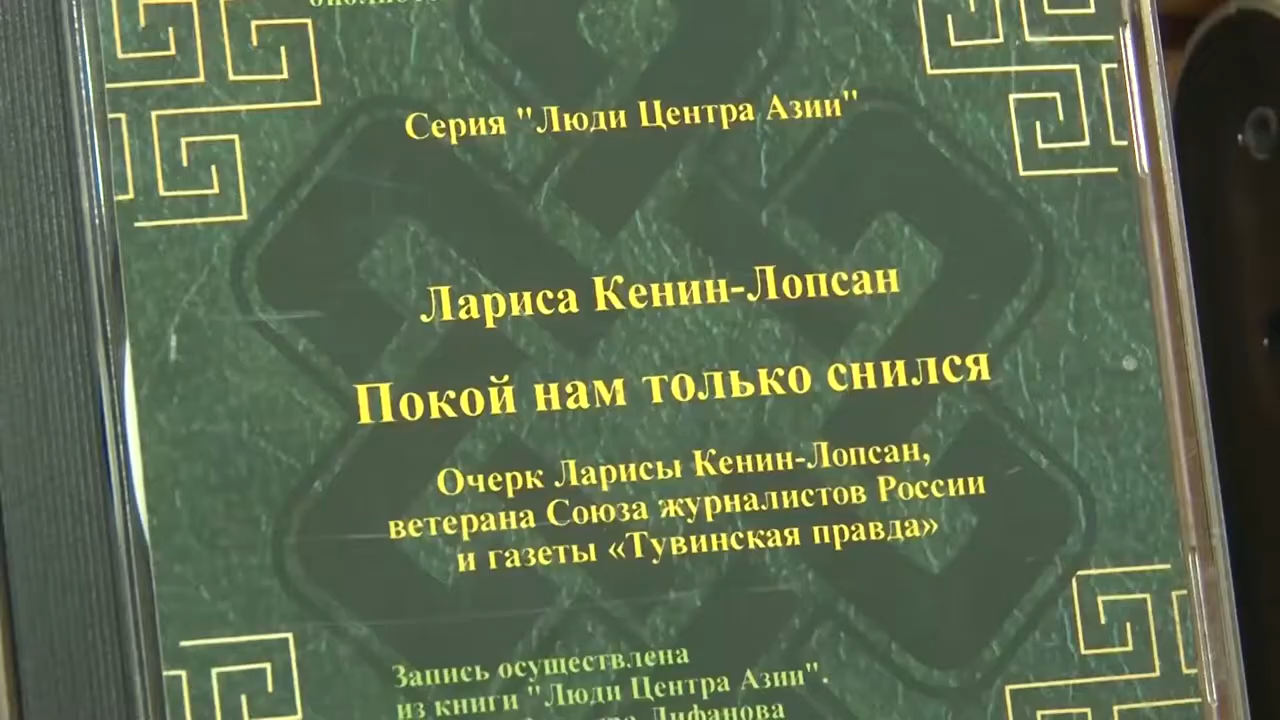 Серия "Люди Центра Азии"
Лариса Кенин-Лопсан
Покой нам только снился
Очерк Ларисы Кенин-Лопсан,
ветерана Союза журналистов России
и газеты «Тувинская правда»
Запись осуществлена
из книги "Люди Центра Азии".
Лифанова